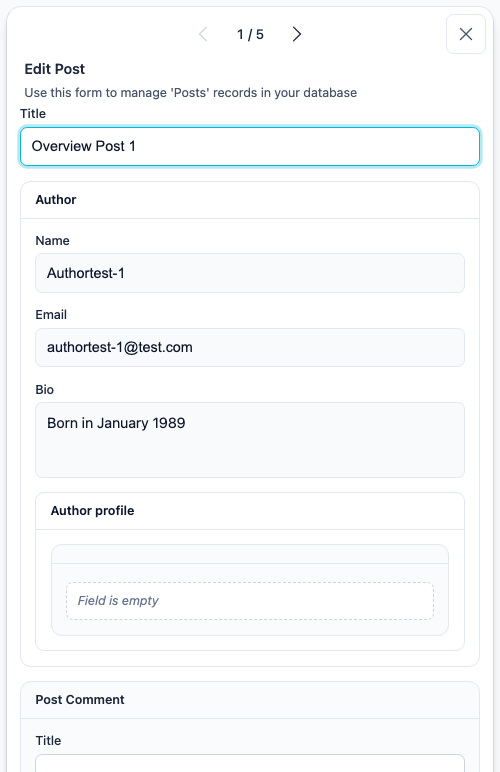 1 / 5
Edit Post
Use this form to manage 'Posts' records in your database
Title
Overview Post 1
Author
Name
Authortest-1
Email
authortest-1@test.com
Bio
Born in January 1989
Author profile
Field is empty
Post Comment
Title